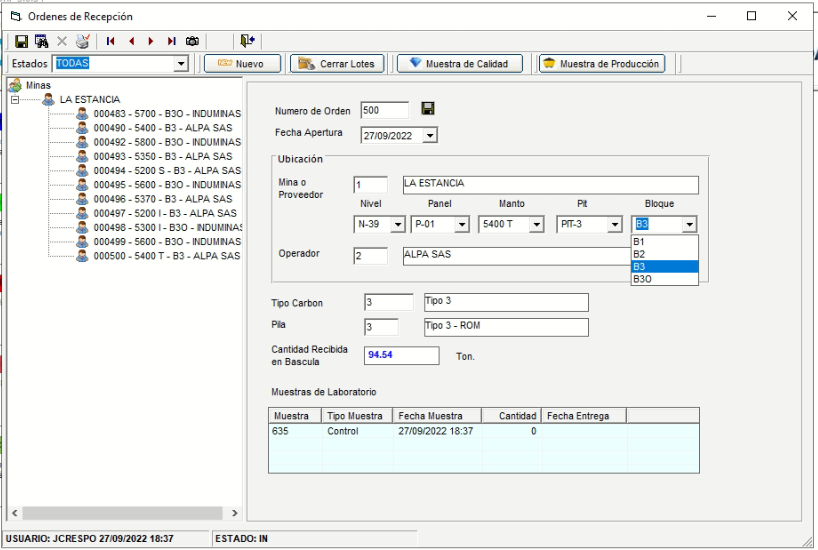 Ordenes de Recepción
Estados TODAS Nuevo Cerrar Lotes Muestra de Calidad Muestra de Producción
Minas
LA ESTANCIA
000483 - 5700 - B3O - INDUMINAS
000490 - 5400 - B3 - ALPA SAS
000492 - 5800 - B3O - INDUMINAS
000493 - 5350 - B3 - ALPA SAS
000494 - 5200 S - B3 - ALPA SAS
000495 - 5600 - B3O - INDUMINAS
000496 - 5370 - B3 - ALPA SAS
000497 - 5200 I - B3 - ALPA SAS
000498 - 5300 I - B3O - INDUMINAS
000499 - 5600 - B3O - INDUMINAS
000500 - 5400 T - B3 - ALPA SAS
Numero de Orden 500
Fecha Apertura 27/09/2022
Ubicación
Mina o Proveedor 1 LA ESTANCIA
Nivel Panel Manto Pit Bloque
N-39 P-01 5400 T PIT-3 B3
B1
B2
B3
B3O
Operador 2 ALPA SAS
Tipo Carbon 3 Tipo 3
Pila 3 Tipo 3 - ROM
Cantidad Recibida
en Bascula 94.54 Ton.
Muestras de Laboratorio
Muestra Tipo Muestra Fecha Muestra Cantidad Fecha Entrega
635 Control 27/09/2022 18:37 0
USUARIO: JCRESPO 27/09/2022 18:37 ESTADO: IN